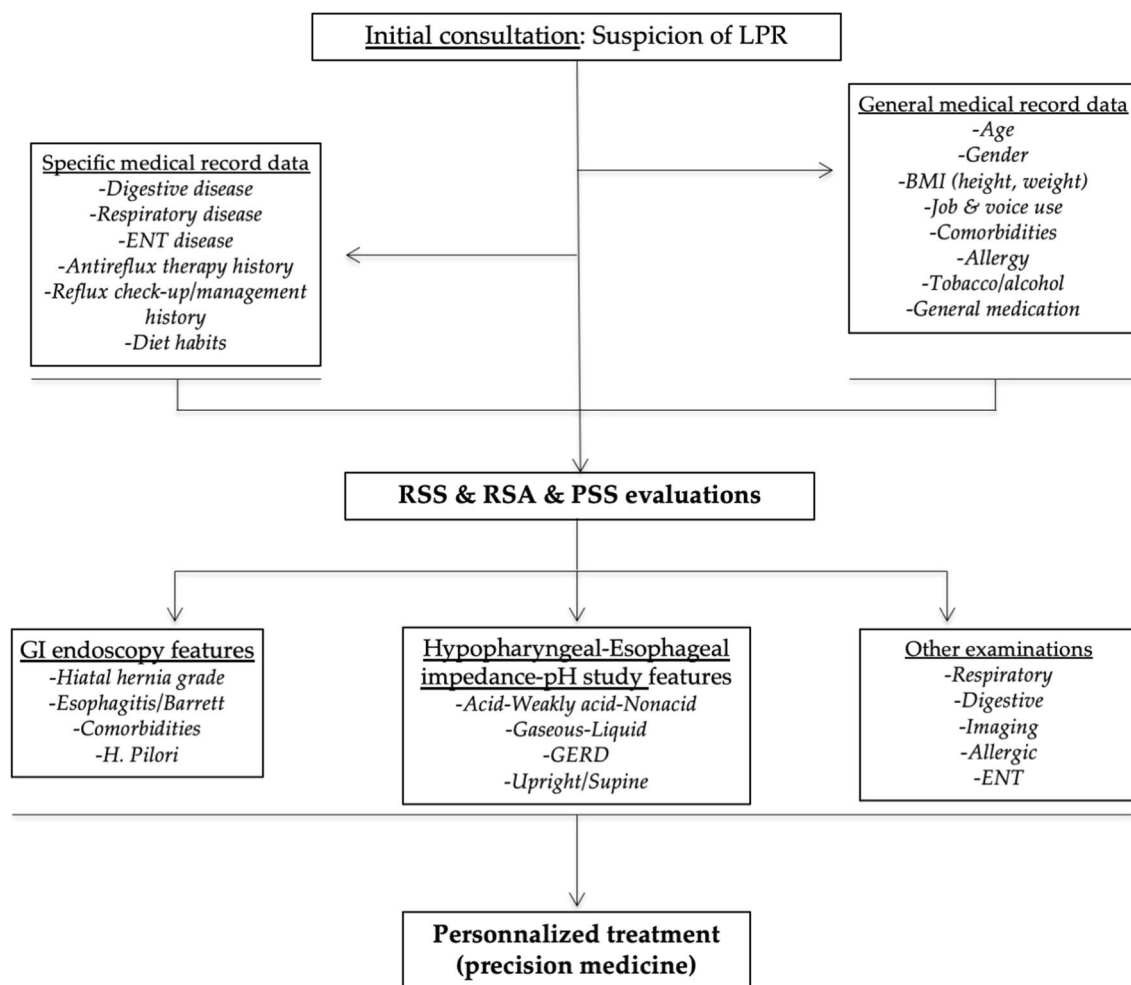 Initial consultation: Suspicion of LPR
General medical record data
-Age
-Gender
-BMI (height, weight)
-Job & voice use
-Comorbidities
-Allergy
-Tobacco/alcohol
-General medication
Specific medical record data
-Digestive disease
-Respiratory disease
-ENT disease
-Antireflux therapy history
-Reflux check-up/management
history
-Diet habits
RSS & RSA & PSS evaluations
GI endoscopy features
-Hiatal hernia grade
-Esophagitis/Barrett
-Comorbidities
-H. Pilori
Hypopharyngeal-Esophageal
impedance-pH study features
-Acid-Weakly acid-Nonacid
-Gaseous-Liquid
-GERD
-Upright/Supine
Other examinations
-Respiratory
-Digestive
-Imaging
-Allergic
-ENT
Personnalized treatment
(precision medicine)